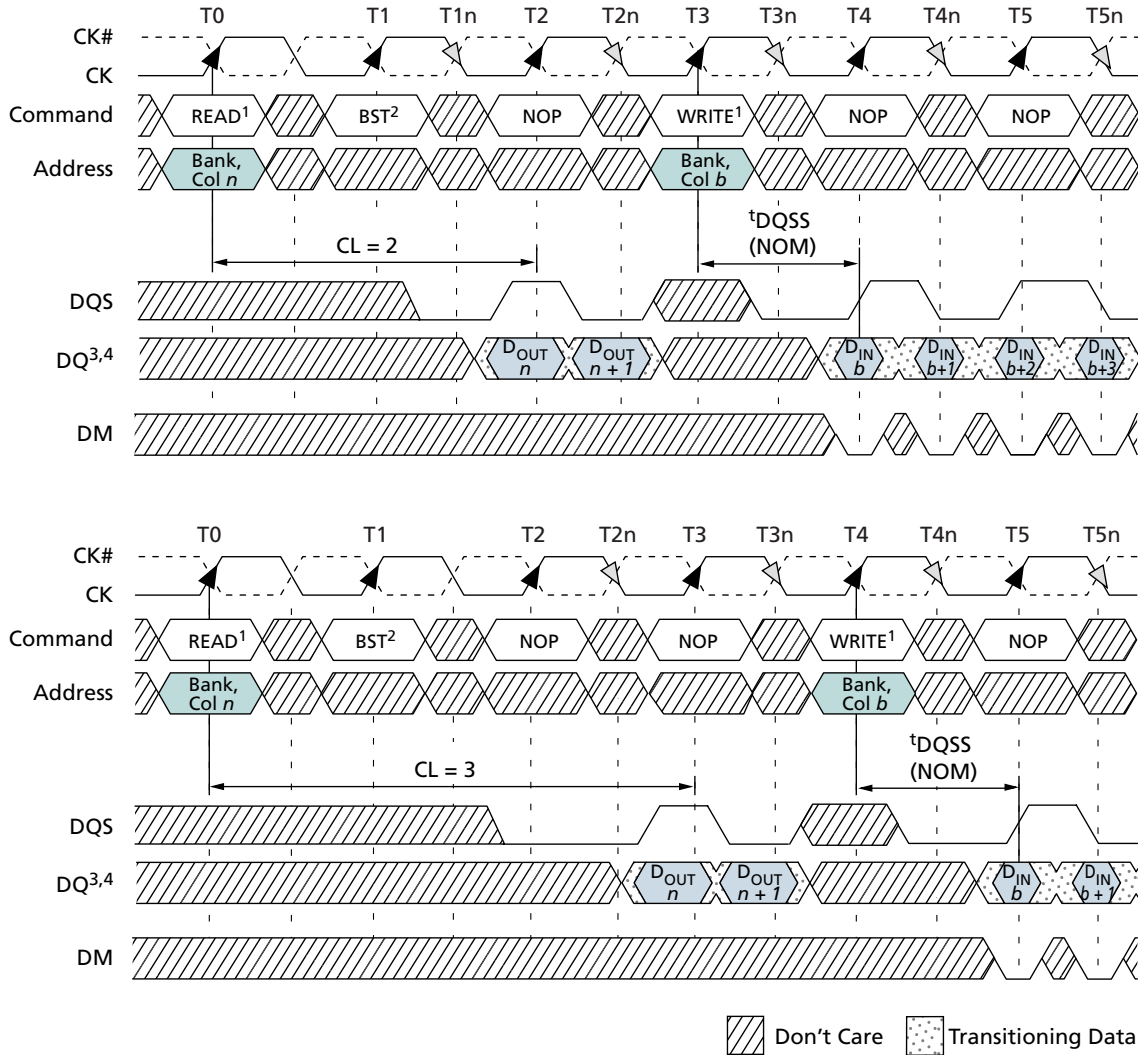 T0 T1 T1n T2 T2n T3 T3n T4 T4n T5 T5n
CK#
CK
Command READ¹ BST² NOP WRITE¹ NOP NOP
Address Bank, Col n Bank, Col b
CL = 2 ᵗDQSS (NOM)
DQS
DQ³,⁴ DOUT n DOUT n + 1 DIN b DIN b+1 DIN b+2 DIN b+3
DM
T0 T1 T2 T2n T3 T3n T4 T4n T5 T5n
CK#
CK
Command READ¹ BST² NOP NOP WRITE¹ NOP
Address Bank, Col n Bank, Col b
CL = 3 ᵗDQSS (NOM)
DQS
DQ³,⁴ DOUT n DOUT n + 1 DIN b DIN b+1
DM
Don't Care Transitioning Data